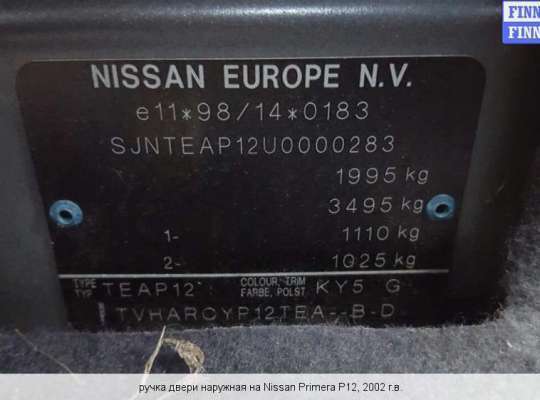 FINN
FINN
NISSAN EUROPE N.V.
e11*98/14*0183
SJNTEAP12U0000283
1995 kg
3495 kg
1- 1110 kg
2- 1025 kg
TYPE TYP TEAP12 COLOUR,TRIM FARBE, POLST KY5 G
TVHARCYP12TEA--B-D
ручка двери наружная на Nissan Primera P12, 2002 г.в.